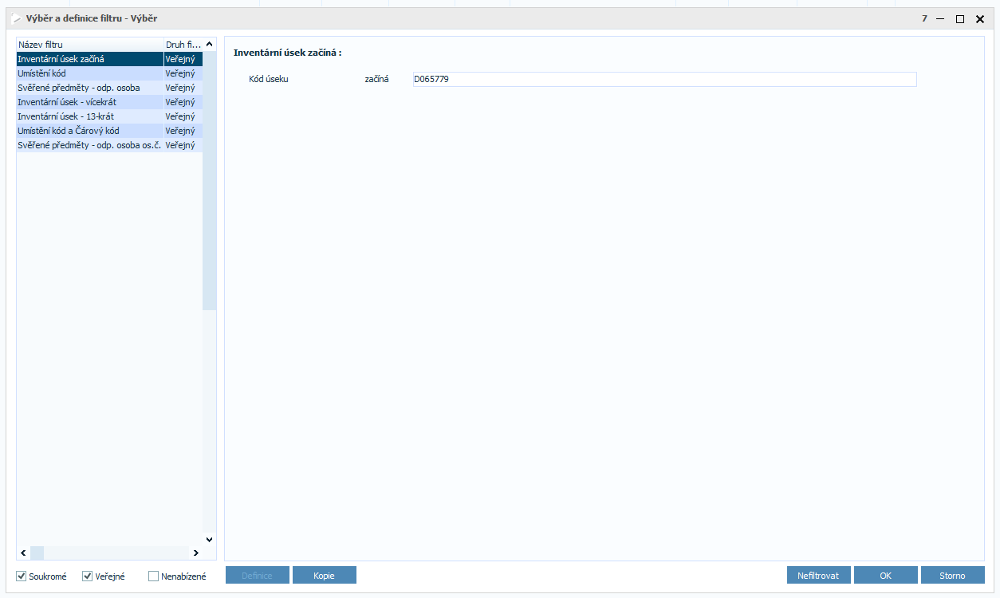 Výběr a definice filtru - Výběr 7
Název filtru Druh fi...
Inventární úsek začíná Veřejný
Umístění kód Veřejný
Svěřené předměty - odp. osoba Veřejný
Inventární úsek - vícekrát Veřejný
Inventární úsek - 13-krát Veřejný
Umístění kód a Čárový kód Veřejný
Svěřené předměty - odp. osoba os.č. Veřejný
Inventární úsek začíná :
Kód úseku začíná D065779
Soukromé Veřejné Nenabízené Definice Kopie Nefiltrovat OK Storno